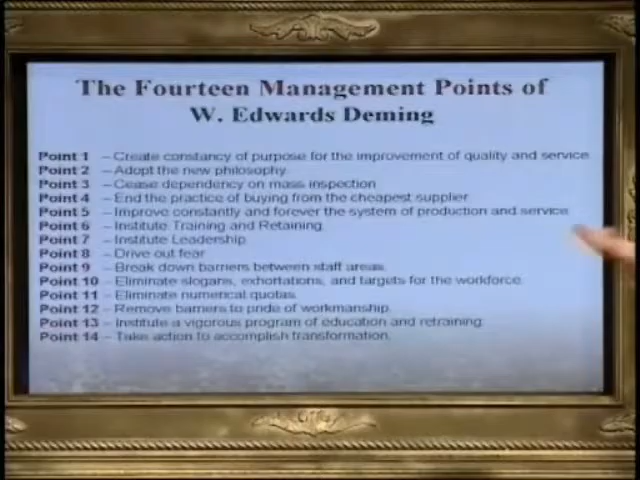 The Fourteen Management Points of
W. Edwards Deming
Point 1 – Create constancy of purpose for the improvement of quality and service
Point 2 – Adopt the new philosophy
Point 3 – Cease dependency on mass inspection
Point 4 – End the practice of buying from the cheapest supplier
Point 5 – Improve constantly and forever the system of production and service
Point 6 – Institute Training and Retaining
Point 7 – Institute Leadership
Point 8 – Drive out fear
Point 9 – Break down barriers between staff areas
Point 10 – Eliminate slogans, exhortations, and targets for the workforce
Point 11 – Eliminate numerical quotas
Point 12 – Remove barriers to pride of workmanship
Point 13 – Institute a vigorous program of education and retraining
Point 14 – Take action to accomplish transformation.